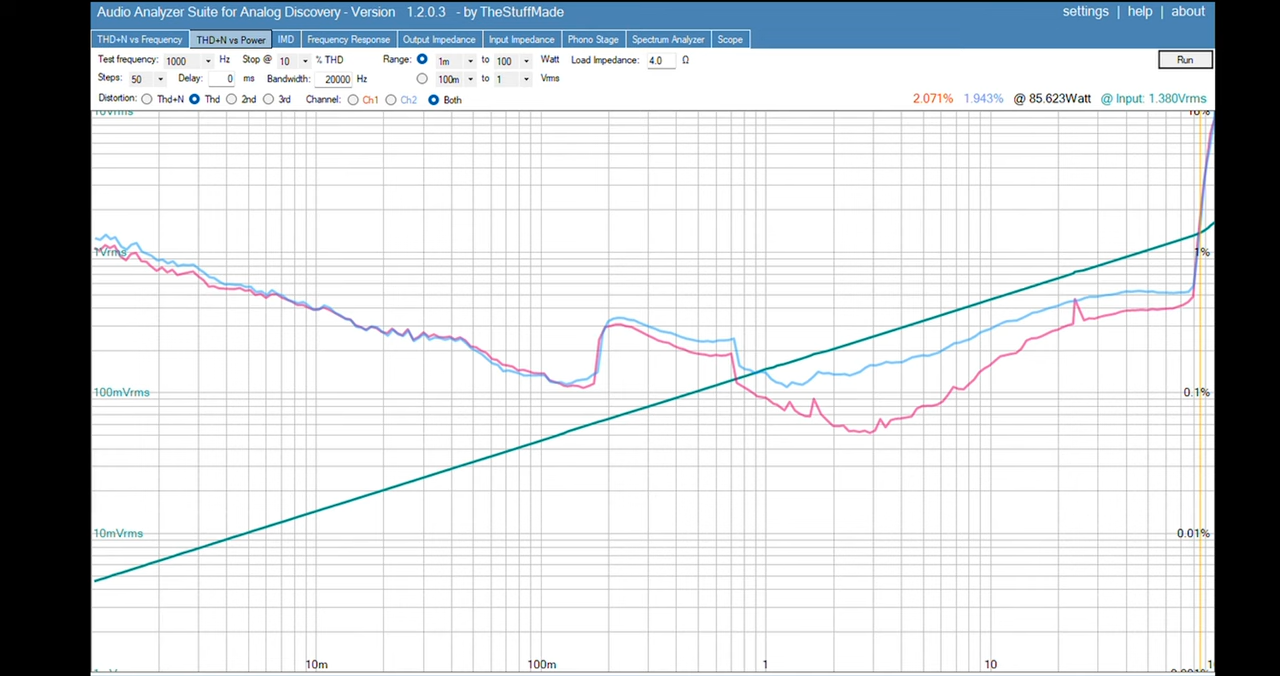 Audio Analyzer Suite for Analog Discovery - Version 1.2.0.3 - by TheStuffMade
settings | help | about
THD+N vs Frequency THD+N vs Power IMD Frequency Response Output Impedance Input Impedance Phono Stage Spectrum Analyzer Scope
Test frequency: 1000 Hz Stop @ 10 % THD Range: 1m to 100 Watt Load Impedance: 4.0 Ω Run
Steps: 50 Delay: 0 ms Bandwidth: 20000 Hz 100m to 1 Vrms
Distortion: Thd+N Thd 2nd 3rd Channel: Ch1 Ch2 Both
2.071% 1.943% @ 85.623Watt @ Input: 1.380Vrms
10Vrms 10%
1Vrms 1%
100mVrms 0.1%
10mVrms 0.01%
10m 100m 1 10